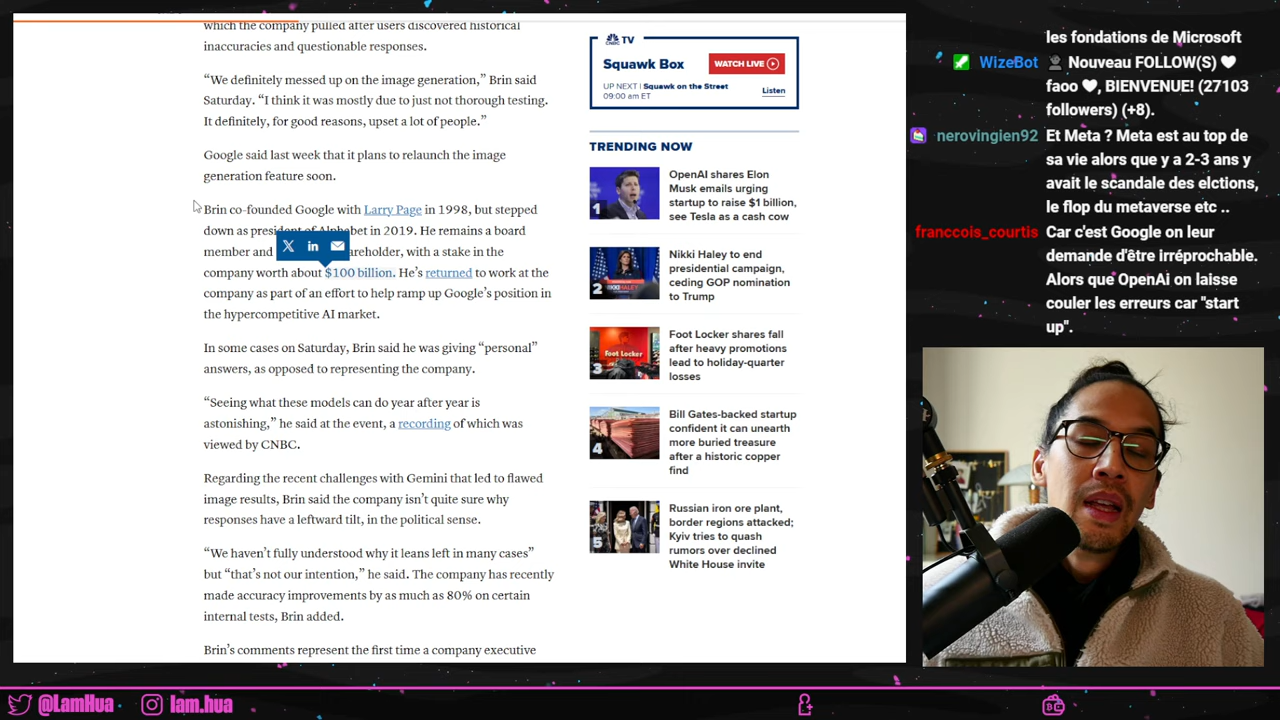 which the company pulled after users discovered historical
inaccuracies and questionable responses.
“We definitely messed up on the image generation,” Brin said
Saturday. “I think it was mostly due to just not thorough testing.
It definitely, for good reasons, upset a lot of people.”
Google said last week that it plans to relaunch the image
generation feature soon.
Brin co-founded Google with Larry Page in 1998, but stepped
down as president of Alphabet in 2019. He remains a board
member and areholder, with a stake in the
company worth about $100 billion. He’s returned to work at the
company as part of an effort to help ramp up Google’s position in
the hypercompetitive AI market.
In some cases on Saturday, Brin said he was giving “personal”
answers, as opposed to representing the company.
“Seeing what these models can do year after year is
astonishing,” he said at the event, a recording of which was
viewed by CNBC.
Regarding the recent challenges with Gemini that led to flawed
image results, Brin said the company isn’t quite sure why
responses have a leftward tilt, in the political sense.
“We haven’t fully understood why it leans left in many cases”
but “that’s not our intention,” he said. The company has recently
made accuracy improvements by as much as 80% on certain
internal tests, Brin added.
Brin’s comments represent the first time a company executive
CNBC TV
Squawk Box
WATCH LIVE
UP NEXT | Squawk on the Street
09:00 am ET
Listen
TRENDING NOW
1
OpenAI shares Elon
Musk emails urging
startup to raise $1 billion,
see Tesla as a cash cow
2
Nikki Haley to end
presidential campaign,
ceding GOP nomination
to Trump
Foot Locker
3
Foot Locker shares fall
after heavy promotions
lead to holiday-quarter
losses
4
Bill Gates-backed startup
confident it can unearth
more buried treasure
after a historic copper
find
5
Russian iron ore plant,
border regions attacked;
Kyiv tries to quash
rumors over declined
White House invite
les fondations de Microsoft
WizeBot Nouveau FOLLOW(S) ♥
faoo ♥, BIENVENUE! (27103
followers) (+8).
nerovingien92 Et Meta ? Meta est au top de
sa vie alors que y a 2-3 ans y
avait le scandale des elctions,
le flop du metaverse etc ..
franccois_courtis Car c'est Google on leur
demande d'être irréprochable.
Alors que OpenAi on laisse
couler les erreurs car "start
up".
@LamHua
lam.hua